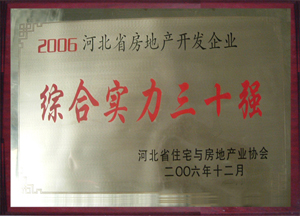 2006河北省房地产开发企业
综合实力三十强
河北省住宅与房地产业协会
二〇〇六年十二月